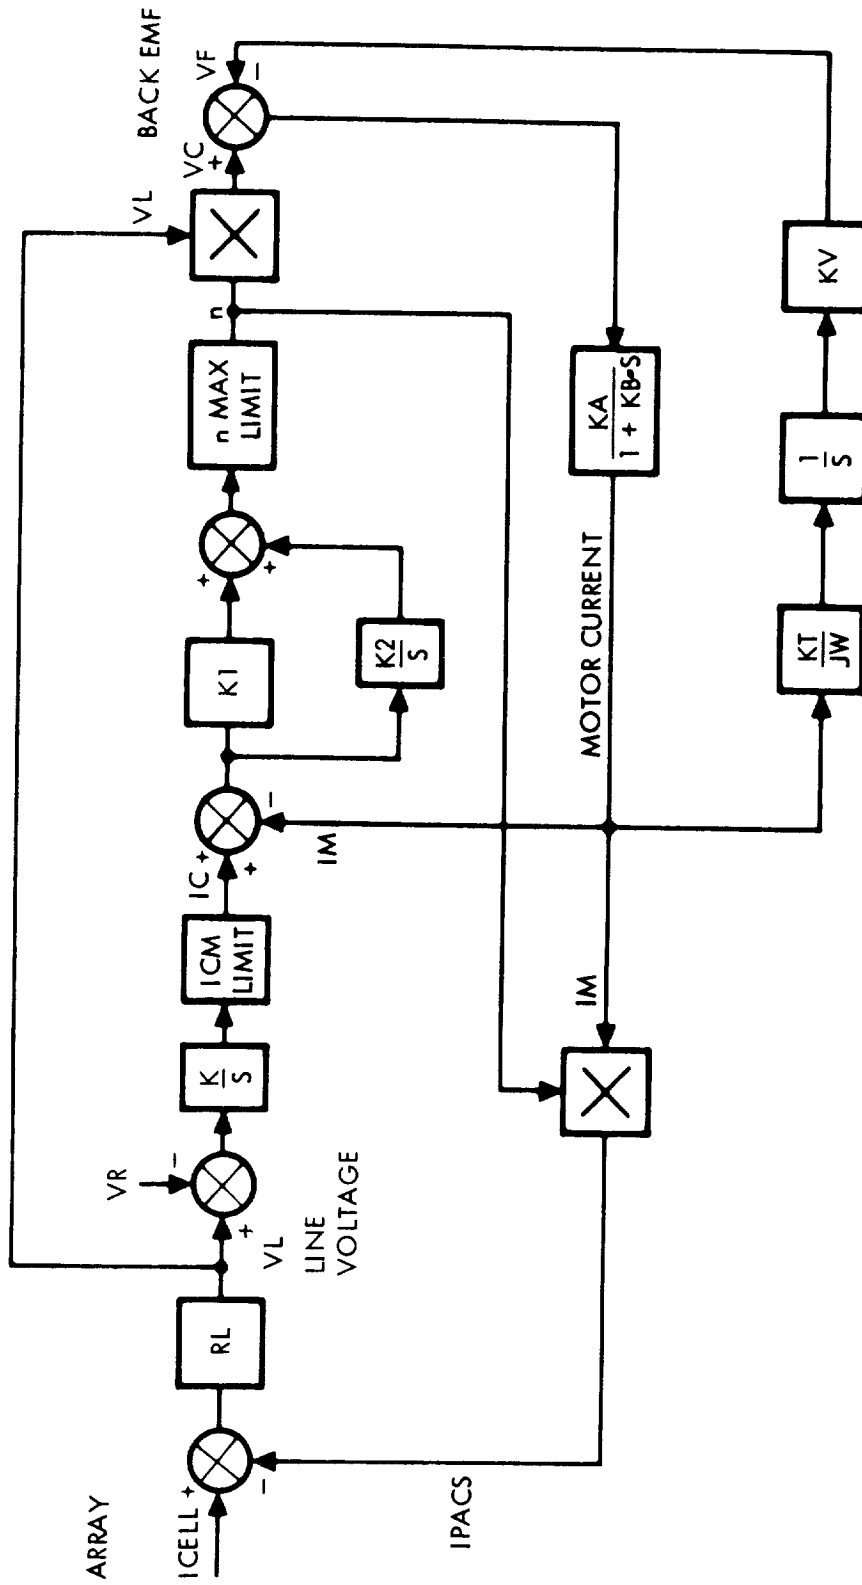 ARRAY
ICELL +
−
IPACS
RL
+
VL
LINE
VOLTAGE
VR
−
K
S
ICM
LIMIT
IC +
+
−
IM
K1
K2
S
+
+
n MAX
LIMIT
n
VL
VC
+
BACK EMF
VF
−
KA
1 + KB•S
MOTOR CURRENT
IM
KT
JW
1
S
KV